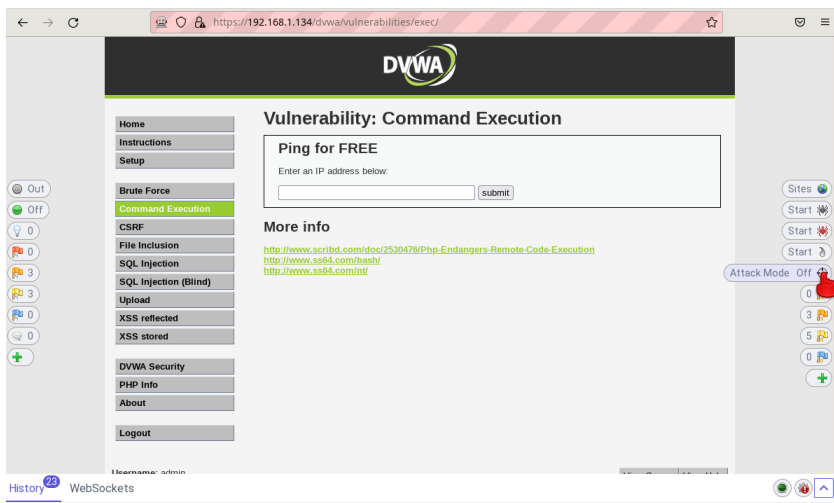 https://192.168.1.134/dvwa/vulnerabilities/exec/
DVWA
Home
Instructions
Setup
Brute Force
Command Execution
CSRF
File Inclusion
SQL Injection
SQL Injection (Blind)
Upload
XSS reflected
XSS stored
DVWA Security
PHP Info
About
Logout
Username: admin
Vulnerability: Command Execution
Ping for FREE
Enter an IP address below:
submit
More info
http://www.scribd.com/doc/2530476/Php-Endangers-Remote-Code-Execution
http://www.ss64.com/bash/
http://www.ss64.com/nt/
Out
Off
0
0
3
3
0
0
Sites
Start
Start
Start
Attack Mode Off
0
3
5
0
History 23
WebSockets